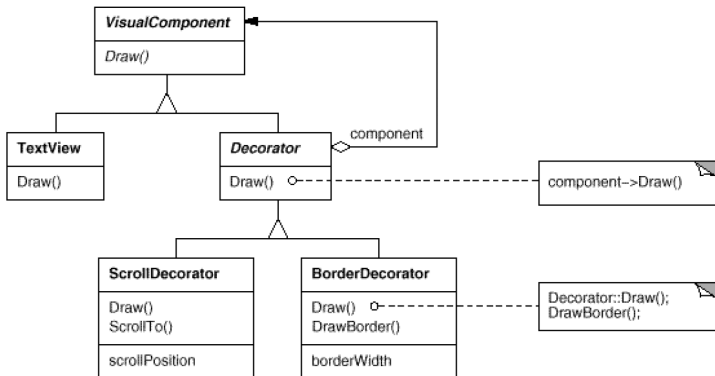 VisualComponent
Draw()
component
TextView
Draw()
Decorator
Draw()
component->Draw()
ScrollDecorator
Draw()
ScrollTo()
scrollPosition
BorderDecorator
Draw()
DrawBorder()
borderWidth
Decorator::Draw();
DrawBorder();